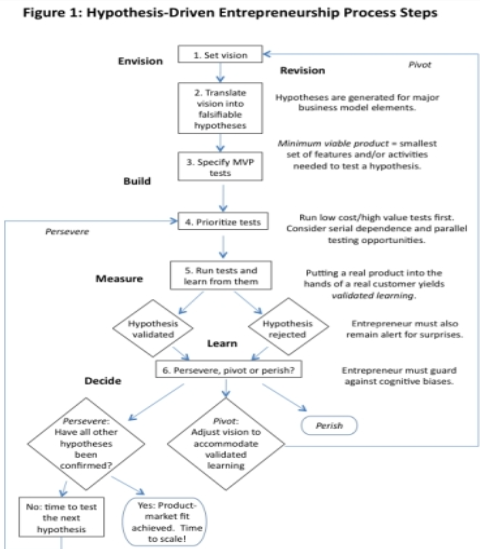 Figure 1: Hypothesis-Driven Entrepreneurship Process Steps
Envision
1. Set vision
Pivot
Revision
2. Translate
vision into
falsifiable
hypotheses
Hypotheses are generated for major
business model elements.
Minimum viable product = smallest
set of features and/or activities
needed to test a hypothesis.
3. Specify MVP
tests
Build
4. Prioritize tests
Run low cost/high value tests first.
Consider serial dependence and parallel
testing opportunities.
Persevere
Measure
5. Run tests and
learn from them
Putting a real product into the
hands of a real customer yields
validated learning.
Hypothesis
validated
Hypothesis
rejected
Entrepreneur must also
remain alert for surprises.
Learn
6. Persevere, pivot or perish?
Entrepreneur must guard
against cognitive biases.
Decide
Persevere:
Have all other
hypotheses
been
confirmed?
Pivot:
Adjust vision to
accommodate
validated
learning
Perish
No: time to test
the next
hypothesis
Yes: Product-
market fit
achieved. Time
to scale!